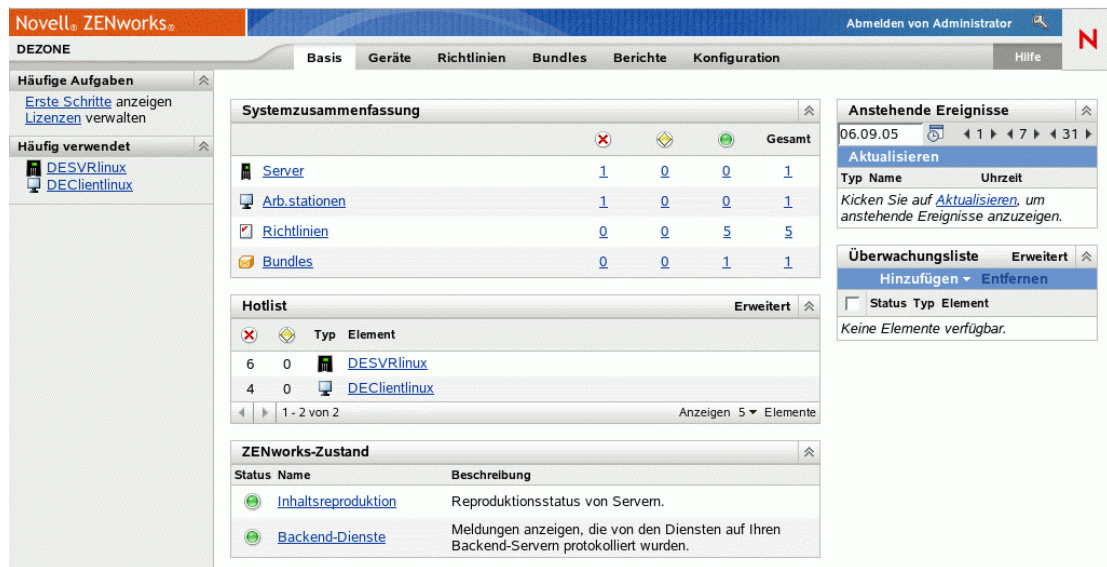 Novell® ZENworks®
Abmelden von Administrator
N
DEZONE
Basis Geräte Richtlinien Bundles Berichte Konfiguration
Hilfe
Häufige Aufgaben
Erste Schritte anzeigen
Lizenzen verwalten
Häufig verwendet
DESVRlinux
DEClientlinux
Systemzusammenfassung
Gesamt
Server 1 0 0 1
Arb.stationen 1 0 0 1
Richtlinien 0 0 5 5
Bundles 0 0 1 1
Hotlist Erweitert
Typ Element
6 0 DESVRlinux
4 0 DEClientlinux
1 - 2 von 2 Anzeigen 5 Elemente
ZENworks-Zustand
Status Name Beschreibung
Inhaltsreproduktion Reproduktionsstatus von Servern.
Backend-Dienste Meldungen anzeigen, die von den Diensten auf Ihren
Backend-Servern protokolliert wurden.
Anstehende Ereignisse
06.09.05 1 7 31
Aktualisieren
Typ Name Uhrzeit
Kicken Sie auf Aktualisieren, um
anstehende Ereignisse anzuzeigen.
Überwachungsliste Erweitert
Hinzufügen Entfernen
Status Typ Element
Keine Elemente verfügbar.